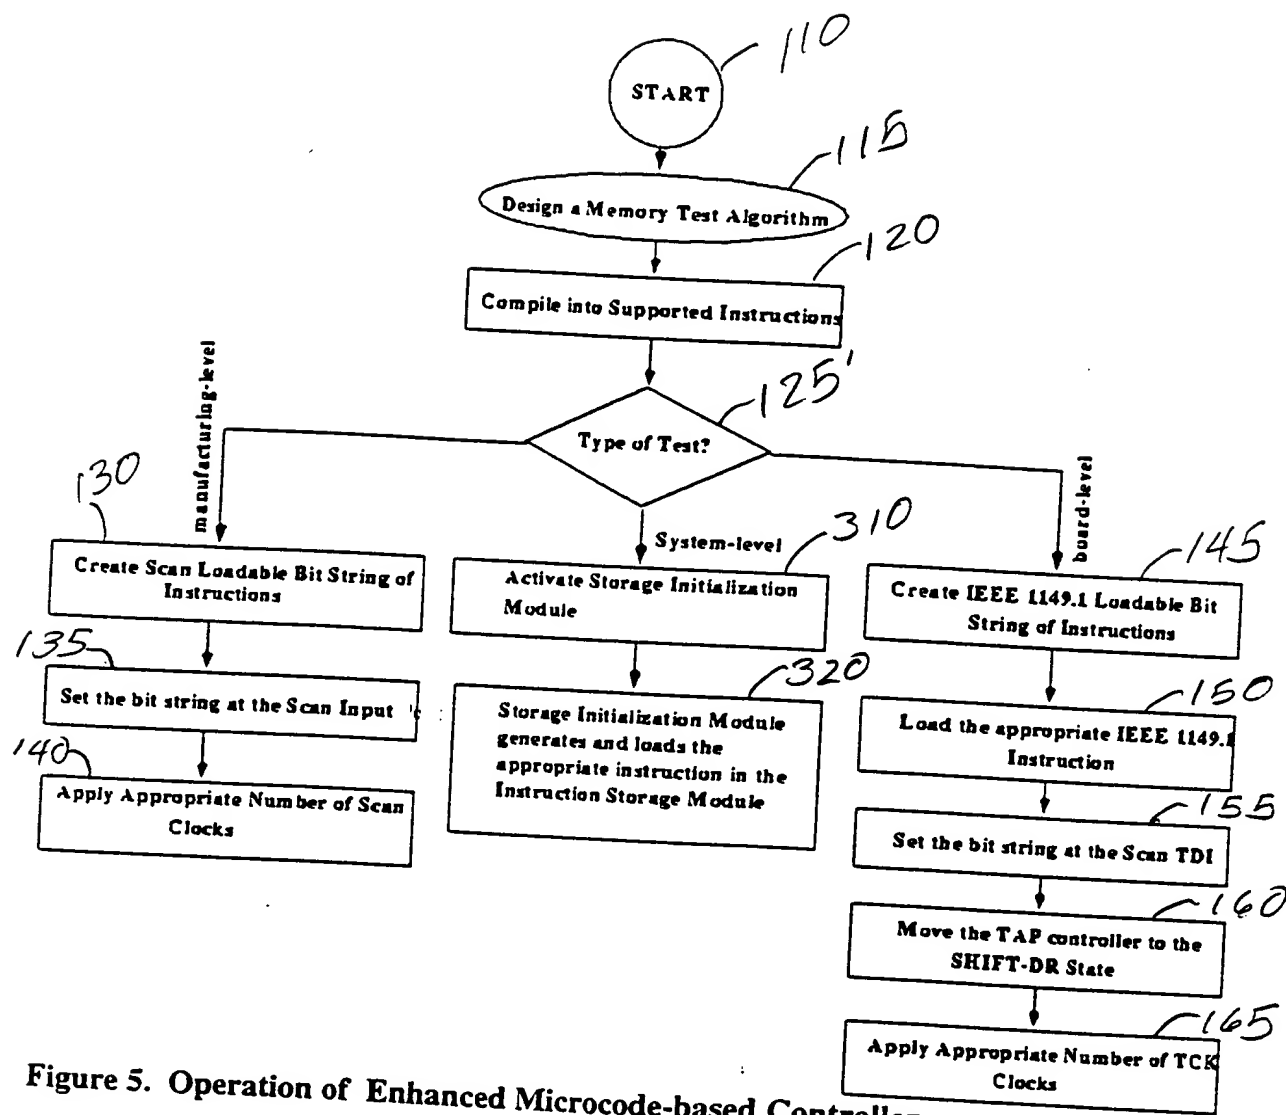 110
START
115
Design a Memory Test Algorithm
120
Compile into Supported Instructions
125'
Type of Test?
manufacturing-level
System-level
board-level
130
Create Scan Loadable Bit String of
Instructions
135
Set the bit string at the Scan Input
140
Apply Appropriate Number of Scan
Clocks
310
Activate Storage Initialization
Module
320
Storage Initialization Module
generates and loads the
appropriate instruction in the
Instruction Storage Module
145
Create IEEE 1149.1 Loadable Bit
String of Instructions
150
Load the appropriate IEEE 1149.1
Instruction
155
Set the bit string at the Scan TDI
160
Move the TAP controller to the
SHIFT-DR State
165
Apply Appropriate Number of TCK
Clocks
Figure 5. Operation of Enhanced Microcode-based Controller